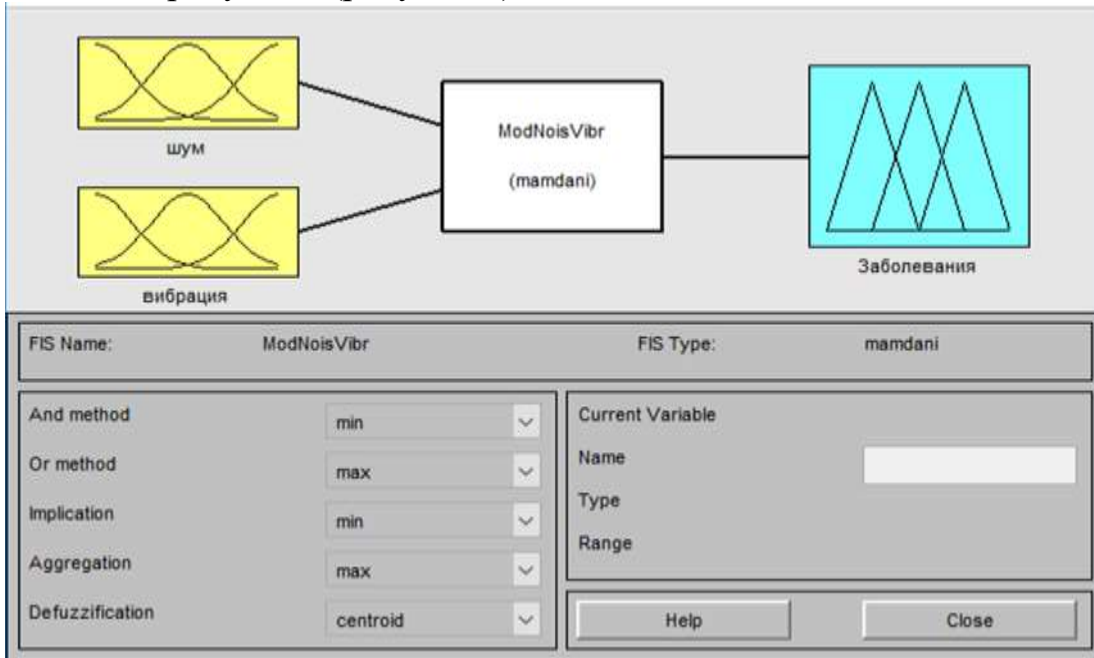 шум
вибрация
ModNoisVibr
(mamdani)
Заболевания
FIS Name: ModNoisVibr FIS Type: mamdani
And method min
Or method max
Implication min
Aggregation max
Defuzzification centroid
Current Variable
Name
Type
Range
Help Close